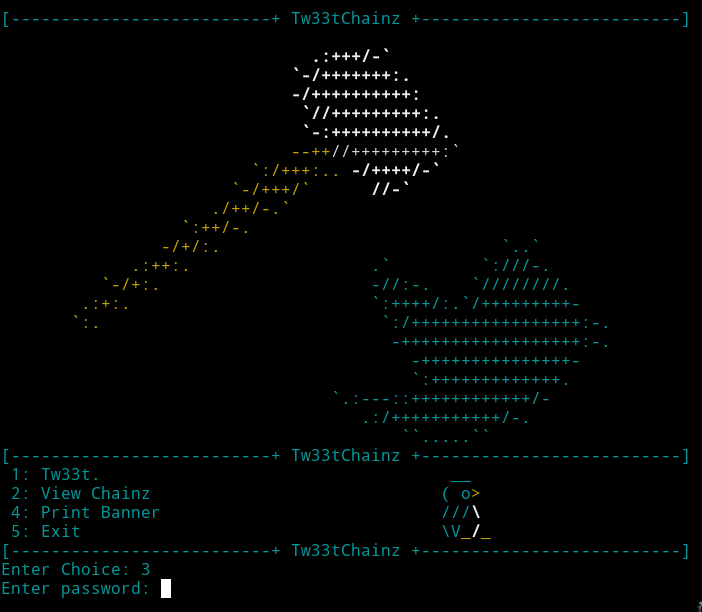 [--------------------------+ Tw33tChainz +--------------------------]
.:+++/-`
`-/+++++++:.
-/++++++++++:
`//+++++++++:.
`-:++++++++++/.
--++//+++++++++:`
`:/+++:.. -/++++/-`
`-/+++/` //-`
./++/-.`
`:++/-.
-/+/:. `..`
.:++:. .` `:///-.
`-/+:. -//:-. `////////.
.:+:. `:++++/:.`/+++++++++-
`:. `:/+++++++++++++++++:-.
-++++++++++++++++++:-.
-+++++++++++++++-
`:+++++++++++++.
`.:---::++++++++++++/-
.:/+++++++++++/-.
``.....``
[--------------------------+ Tw33tChainz +--------------------------]
1: Tw33t. __
2: View Chainz ( o>
4: Print Banner ///\
5: Exit \V_/_
[--------------------------+ Tw33tChainz +--------------------------]
Enter Choice: 3
Enter password: